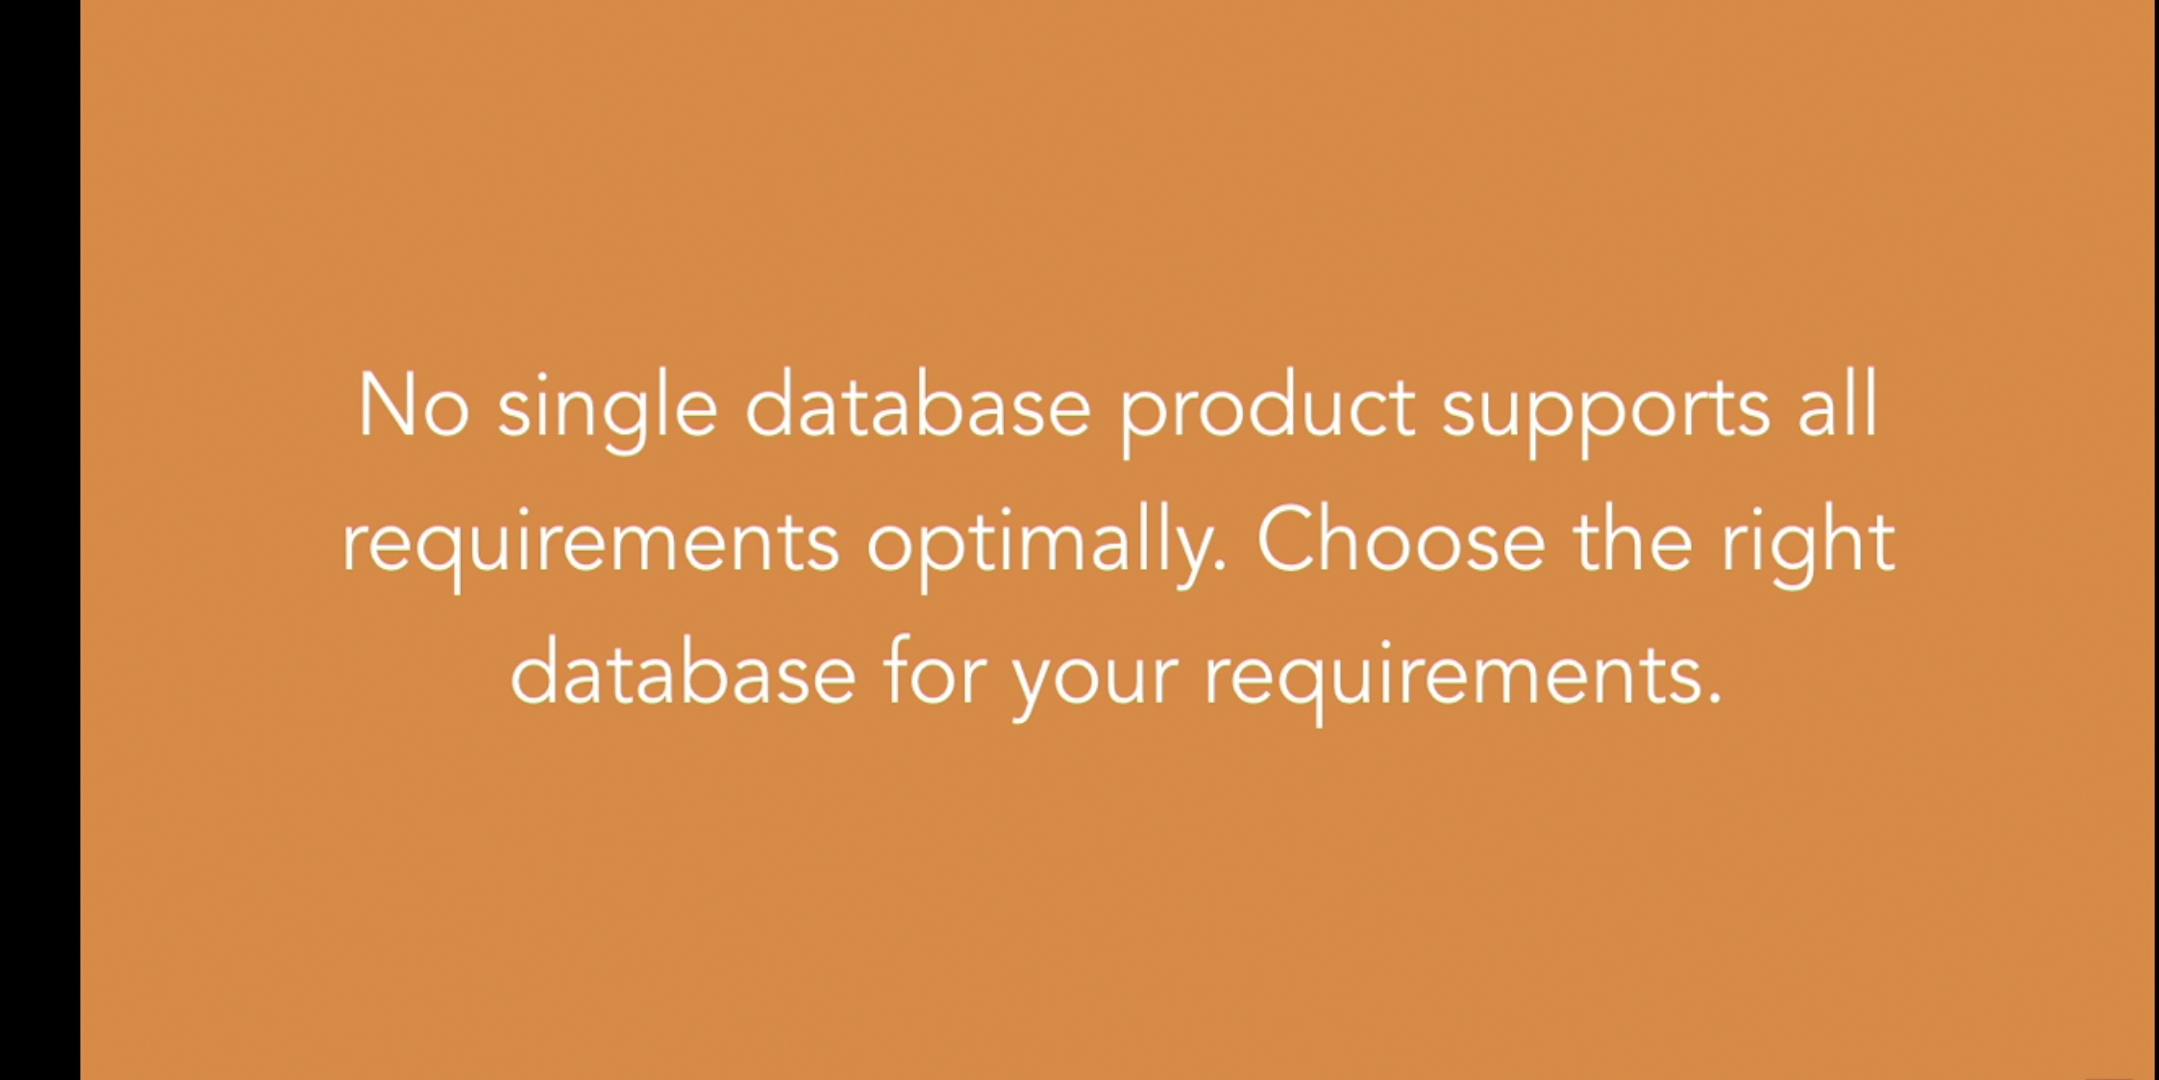 No single database product supports all
requirements optimally. Choose the right
database for your requirements.